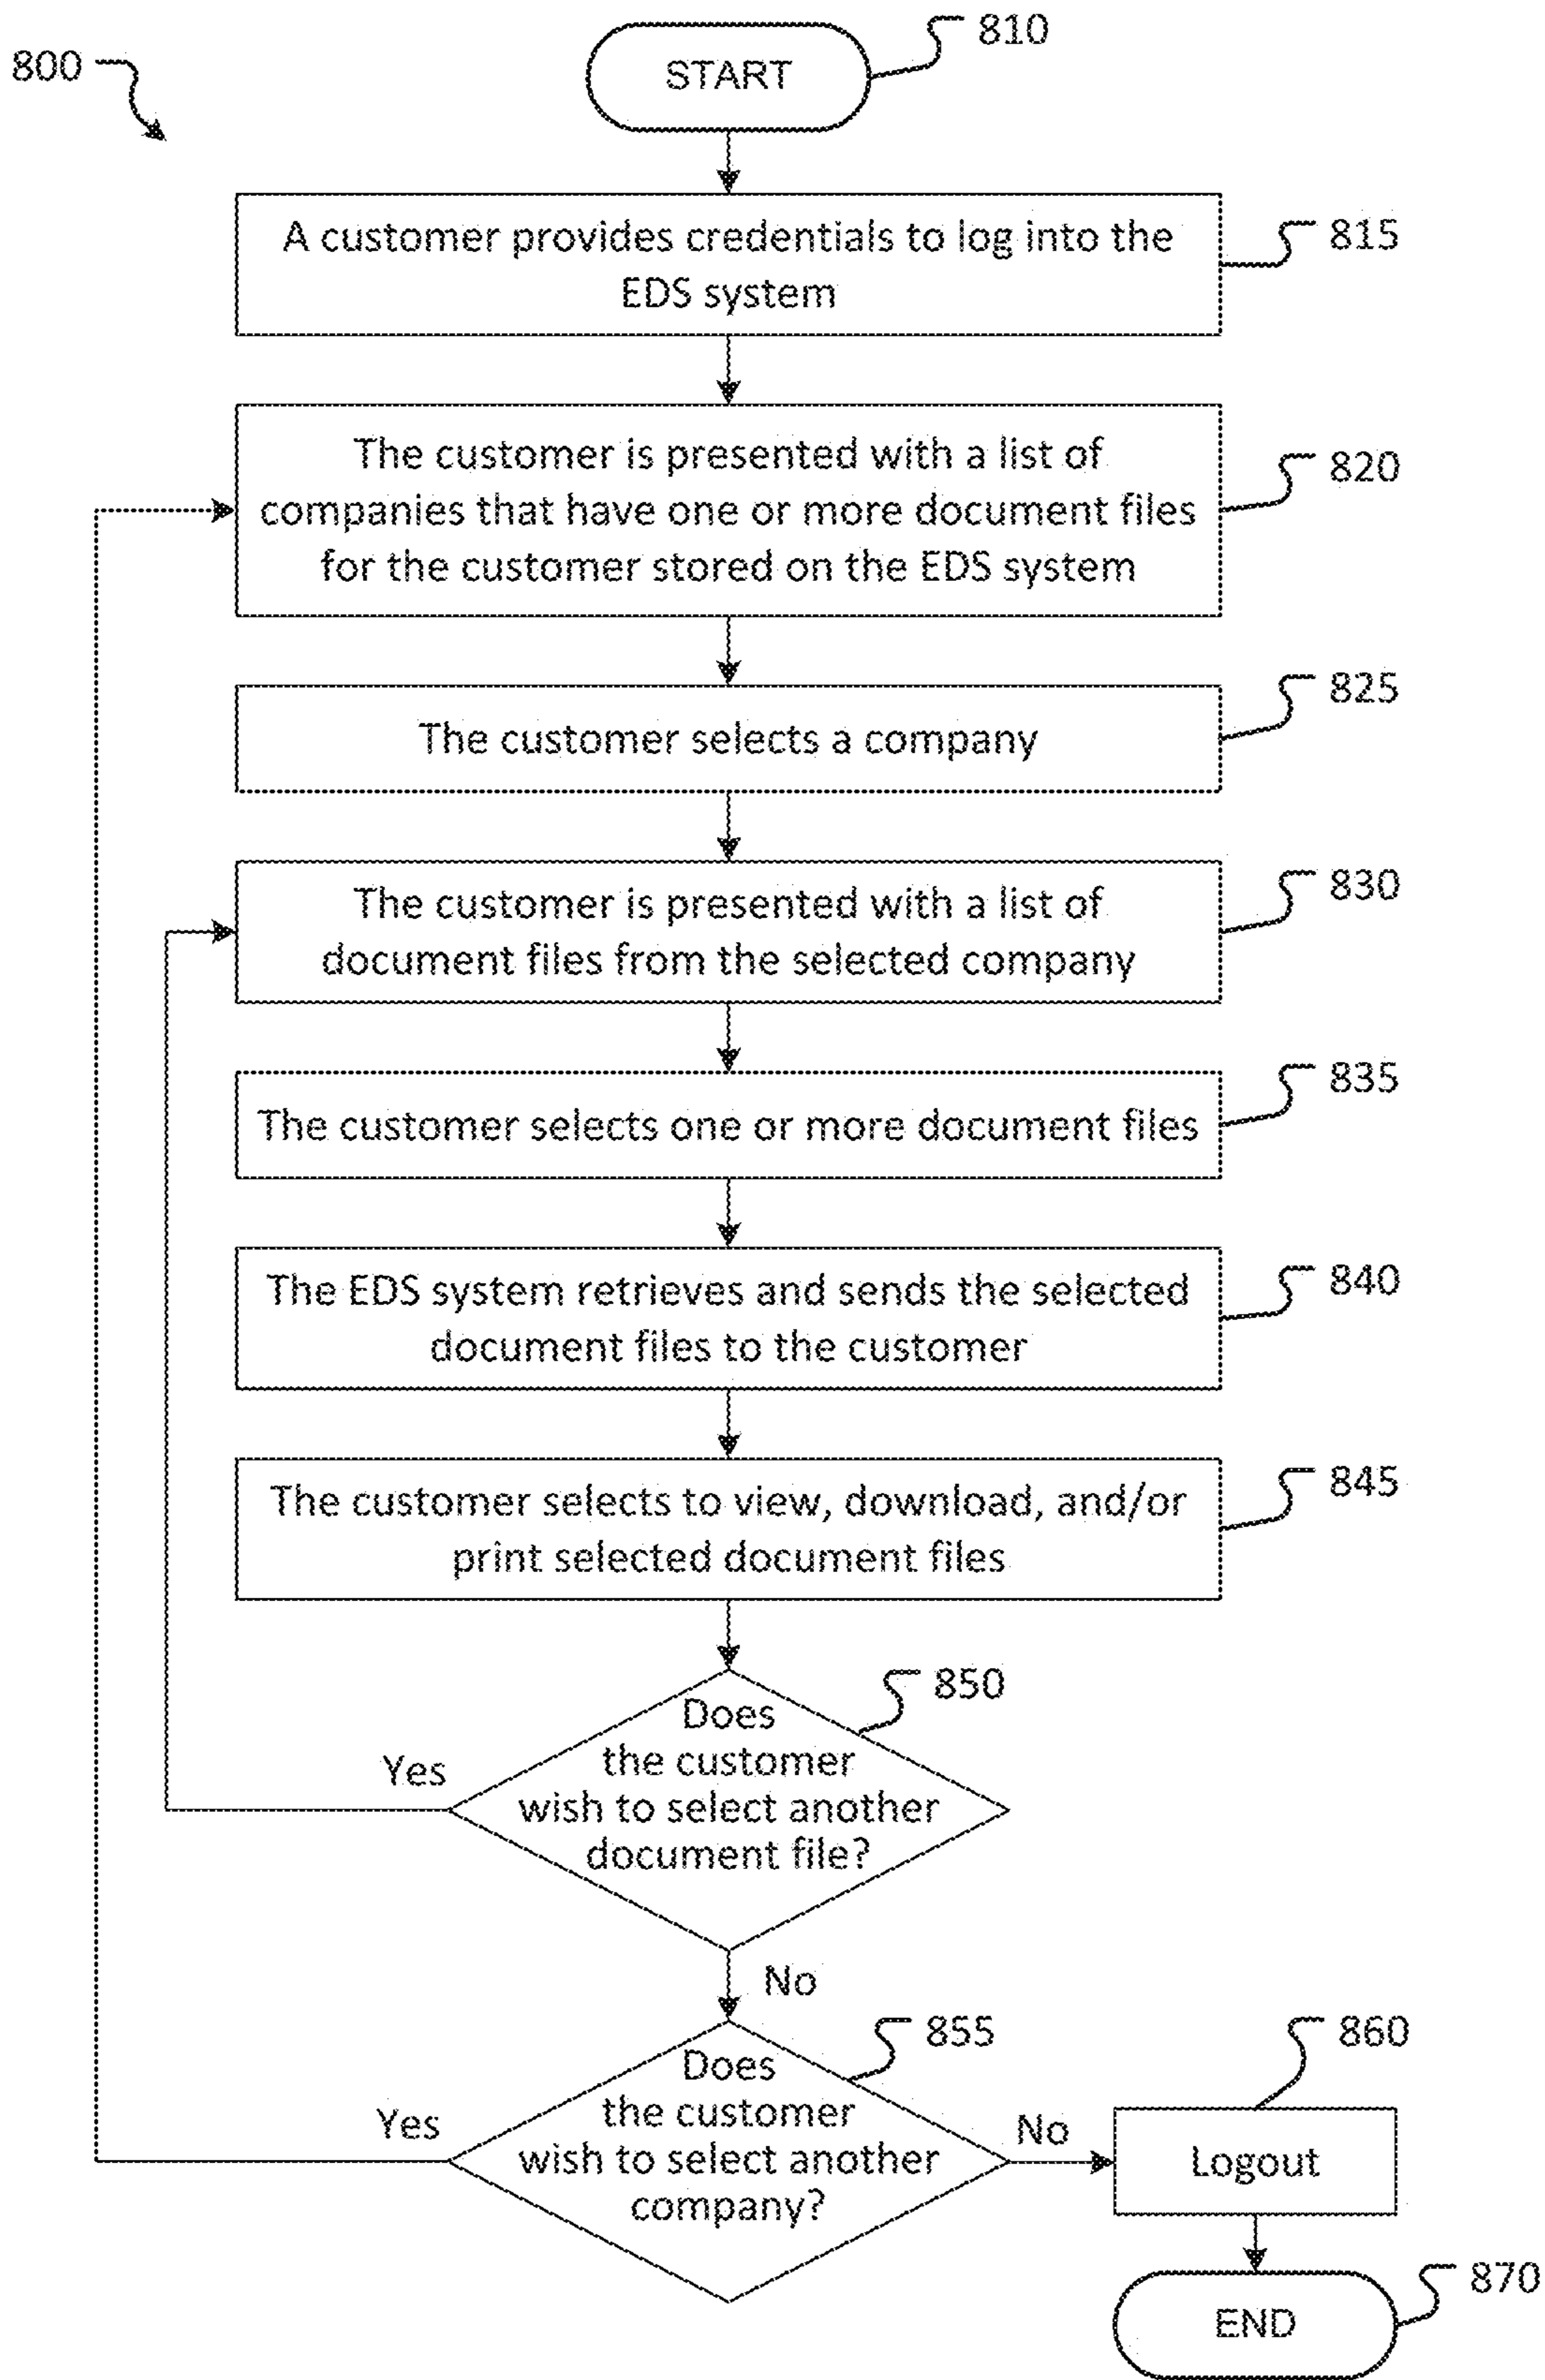 800
START
810
A customer provides credentials to log into the
EDS system
815
The customer is presented with a list of
companies that have one or more document files
for the customer stored on the EDS system
820
The customer selects a company
825
The customer is presented with a list of
document files from the selected company
830
The customer selects one or more document files
835
The EDS system retrieves and sends the selected
document files to the customer
840
The customer selects to view, download, and/or
print selected document files
845
Does
the customer
wish to select another
document file?
850
Yes
No
Does
the customer
wish to select another
company?
855
Yes
No
Logout
860
END
870